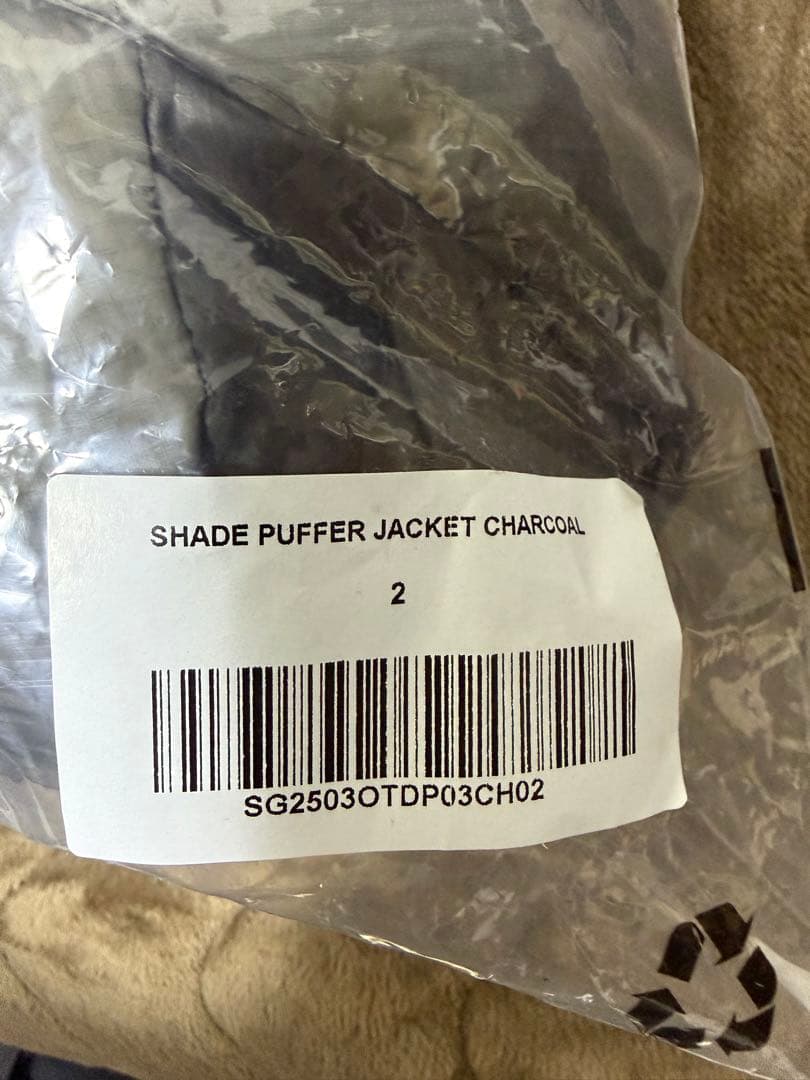 SHADE PUFFER JACKET CHARCOAL
2
SG2503OTDP03CH02